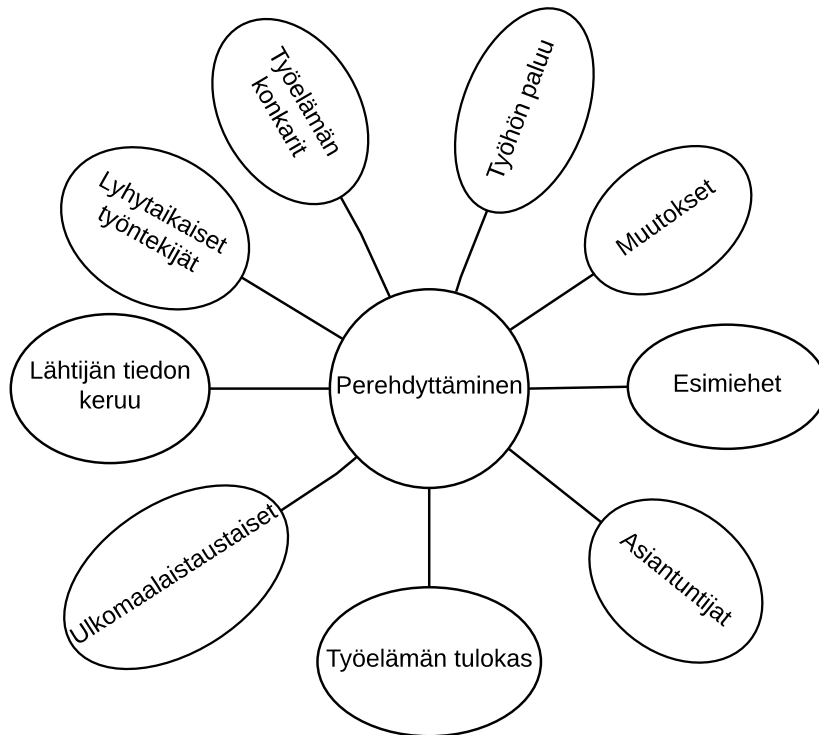 Työelämän
konkarit
Työhön paluu
Lyhytaikaiset
työntekijät
Muutokset
Lähtijän tiedon
keruu
Perehdyttäminen
Esimiehet
Ulkomaalaistaustaiset
Asiantuntijat
Työelämän tulokas